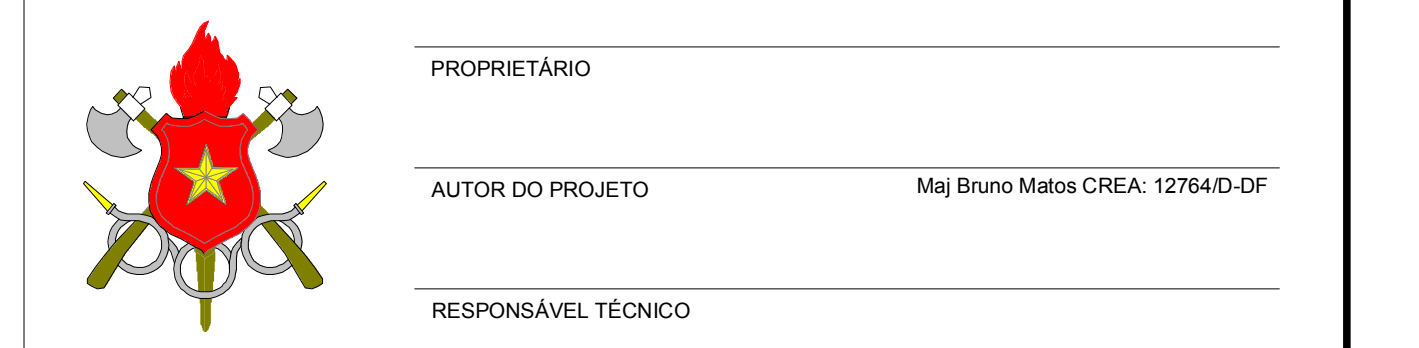 PROPRIETÁRIO
AUTOR DO PROJETO Maj Bruno Matos CREA: 12764/D-DF
RESPONSÁVEL TÉCNICO